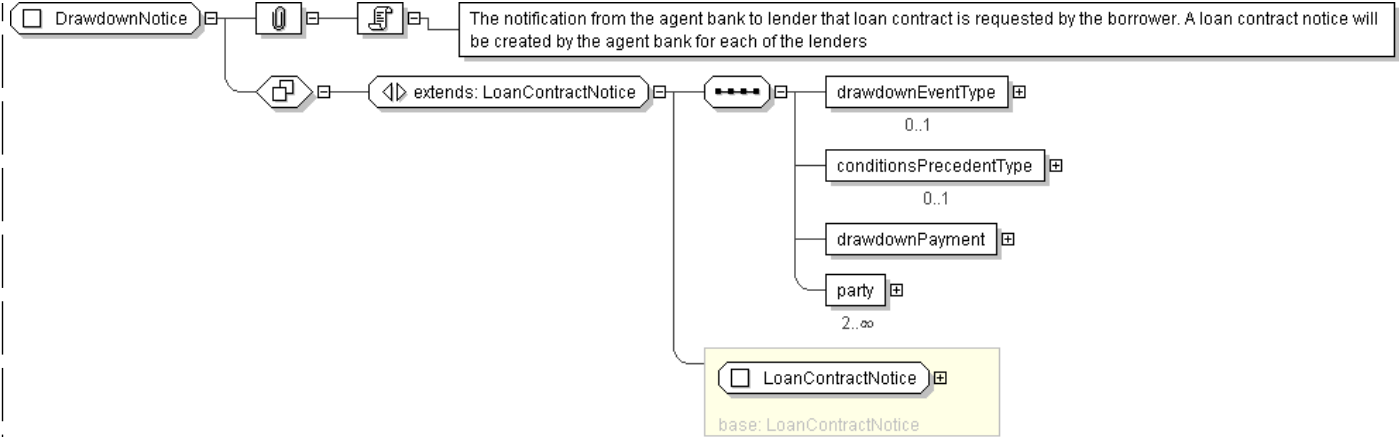 DrawdownNotice
The notification from the agent bank to lender that loan contract is requested by the borrower. A loan contract notice will
be created by the agent bank for each of the lenders
extends: LoanContractNotice
drawdownEventType
0..1
conditionsPrecedentType
0..1
drawdownPayment
party
2..∞
LoanContractNotice
base: LoanContractNotice